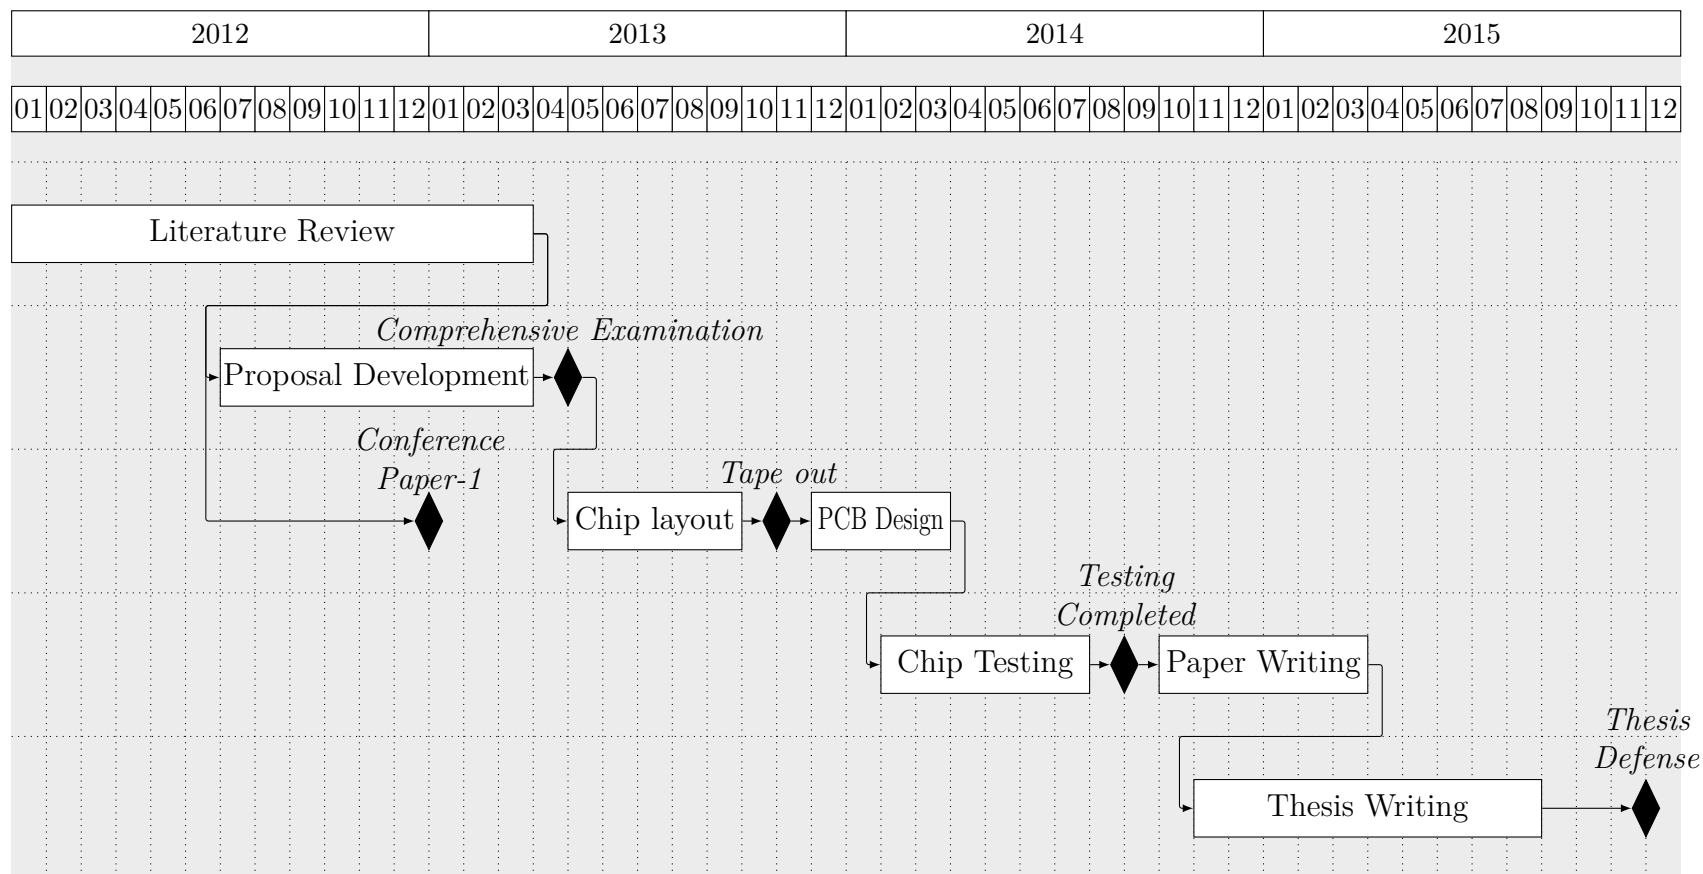 2012 2013 2014 2015
01 02 03 04 05 06 07 08 09 10 11 12 01 02 03 04 05 06 07 08 09 10 11 12 01 02 03 04 05 06 07 08 09 10 11 12 01 02 03 04 05 06 07 08 09 10 11 12
Literature Review
Comprehensive Examination
Proposal Development
Conference
Paper-1
Tape out
Chip layout
PCB Design
Testing
Completed
Chip Testing
Paper Writing
Thesis
Defense
Thesis Writing